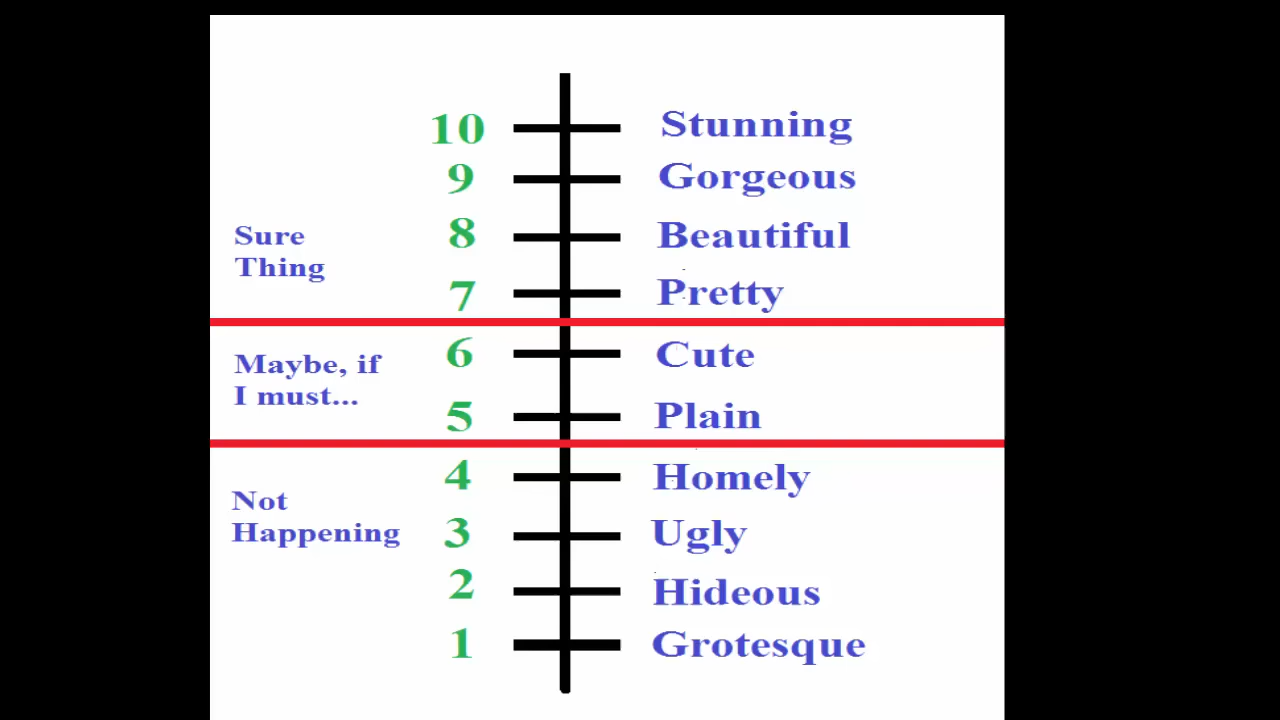 10 Stunning
9 Gorgeous
8 Beautiful
Sure
Thing
7 Pretty
6 Cute
Maybe, if
I must...
5 Plain
4 Homely
Not
Happening
3 Ugly
2 Hideous
1 Grotesque